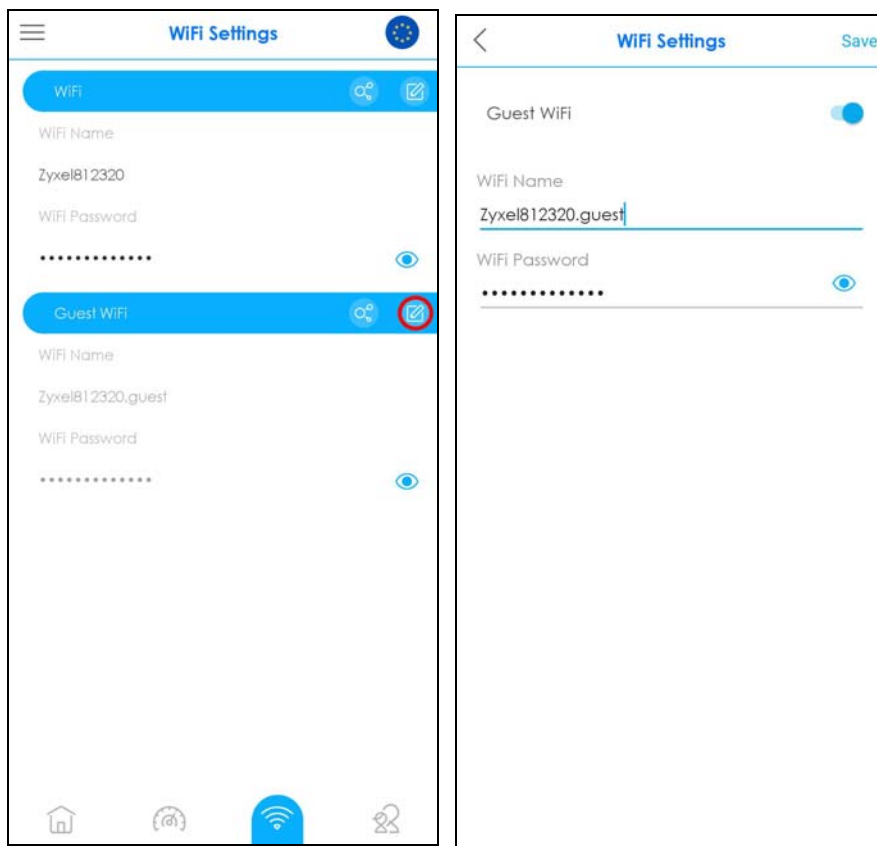 WiFi Settings
WiFi
WiFi Name
Zyxel812320
WiFi Password
•••••••••••••
Guest WiFi
WiFi Name
Zyxel812320.guest
WiFi Password
•••••••••••••
WiFi Settings
Save
Guest WiFi
WiFi Name
Zyxel812320.guest
WiFi Password
•••••••••••••